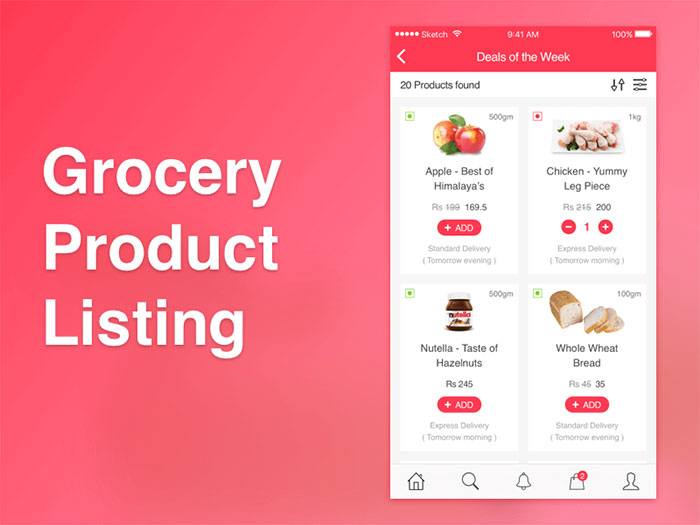 Grocery
Product
Listing
Sketch 9:41 AM 100%
Deals of the Week
20 Products found
500gm
Apple - Best of
Himalaya's
Rs 199 169.5
+ ADD
Standard Delivery
( Tomorrow evening )
1kg
Chicken - Yummy
Leg Piece
Rs 215 200
− 1 +
Express Delivery
( Tomorrow morning )
500gm
nutella
Nutella - Taste of
Hazelnuts
Rs 245
+ ADD
Express Delivery
( Tomorrow morning )
100gm
Whole Wheat
Bread
Rs 45 35
+ ADD
Standard Delivery
( Tomorrow evening )
2